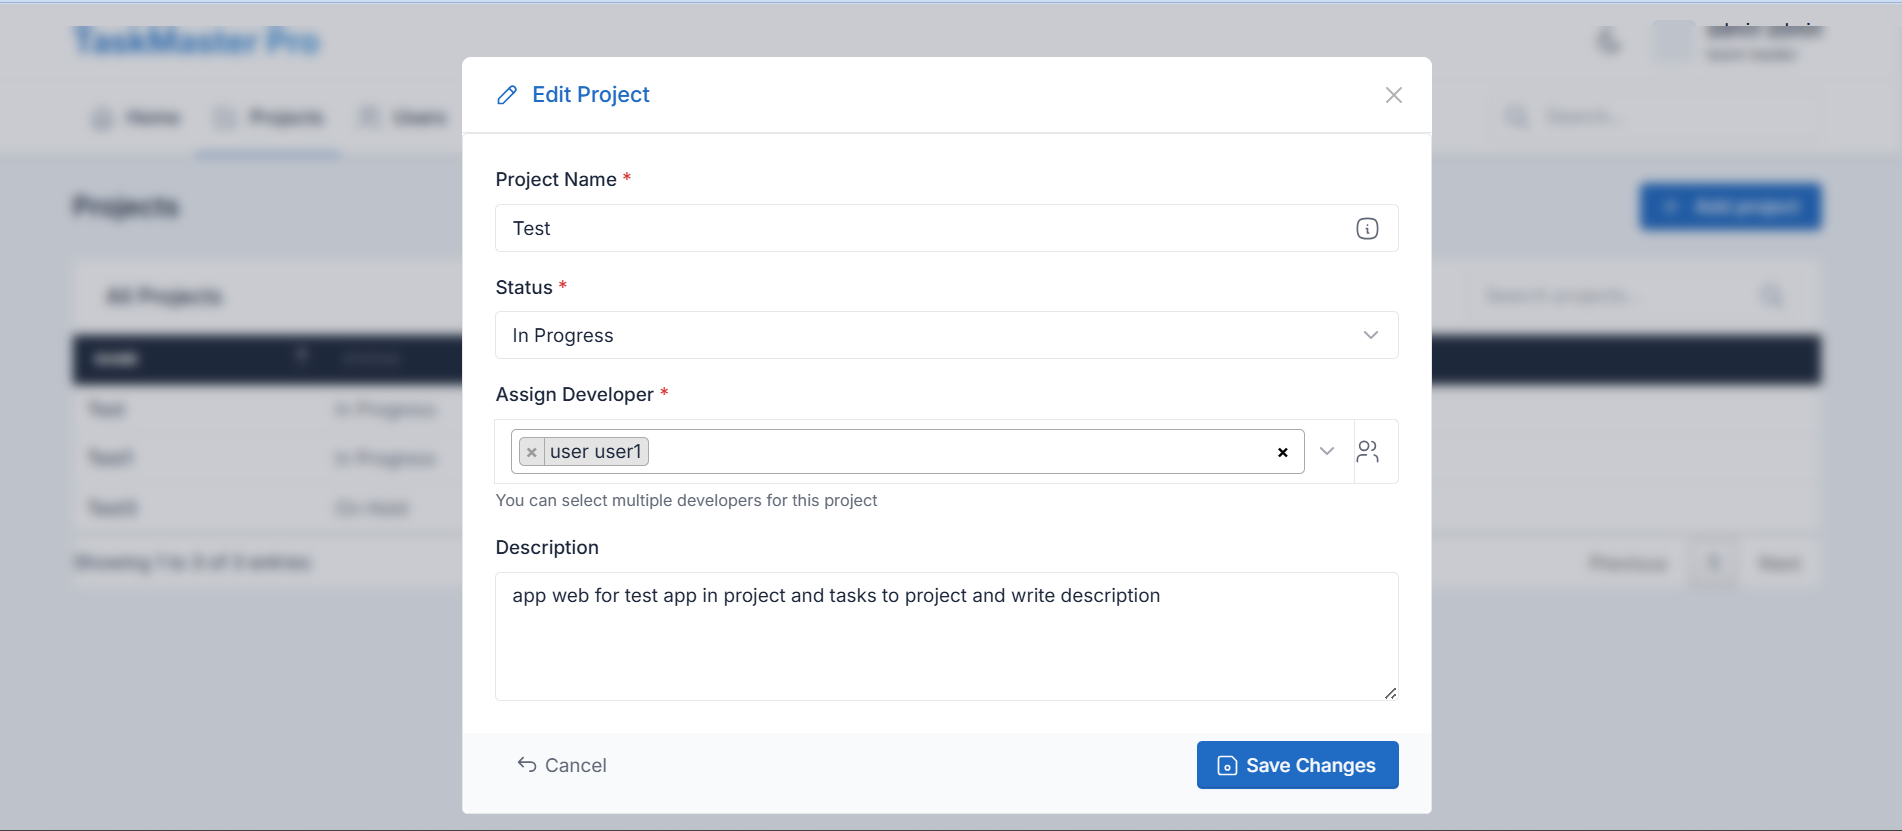 TaskMaster Pro
Home Projects Users
Search...
Projects
Add project
All Projects
Search projects...
NAME
Test In Progress
In Progress
On Hold
Showing 1 to 3 of 3 entries
Previous 1 Next
Edit Project
Project Name *
Test
Status *
In Progress
Assign Developer *
× user user1 ×
You can select multiple developers for this project
Description
app web for test app in project and tasks to project and write description
Cancel
Save Changes